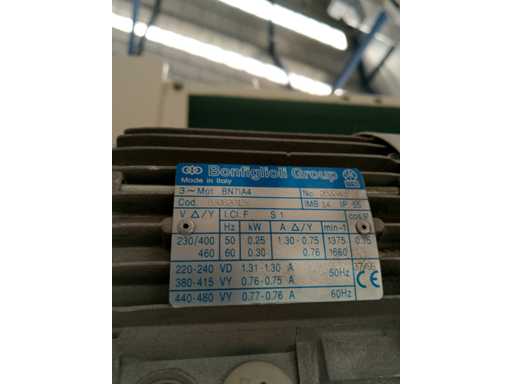 Bonfiglioli Group
Made in Italy
3~Mot. BN71A4 No.
Cod. IMB 14 IP 55
V Δ/Y I.Cl.F S1
Hz kW A Δ/Y min-1 cosφ
230/400 50 0.25 1.30-0.75 1375 0.75
460 60 0.30 0.76 1660
220-240 VD 1.31-1.30 A 50Hz
380-415 VY 0.76-0.75 A
440-480 VY 0.77-0.76 A 60Hz
CE